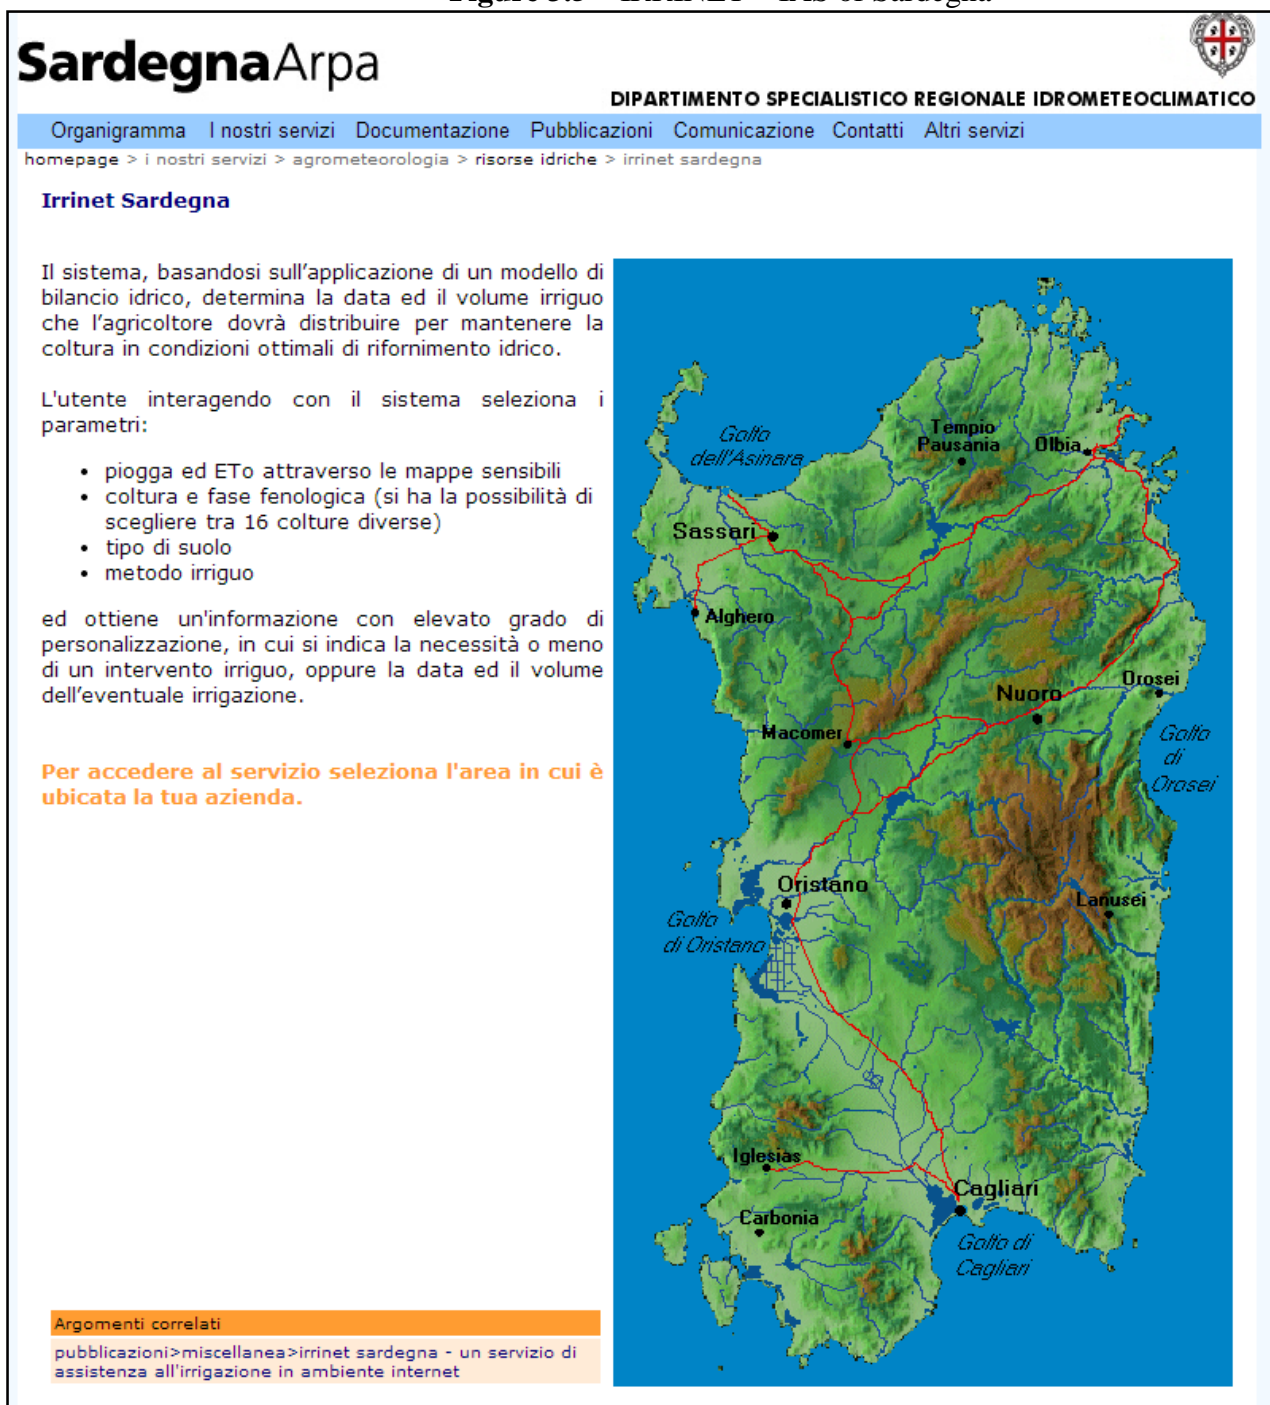 Figure 3.5 – IRRINET – IAS of Sardegna
SardegnaArpa
DIPARTIMENTO SPECIALISTICO REGIONALE IDROMETEOCLIMATICO
Organigramma I nostri servizi Documentazione Pubblicazioni Comunicazione Contatti Altri servizi
homepage > i nostri servizi > agrometeorologia > risorse idriche > irrinet sardegna
Irrinet Sardegna
Il sistema, basandosi sull'applicazione di un modello di
bilancio idrico, determina la data ed il volume irriguo
che l'agricoltore dovrà distribuire per mantenere la
coltura in condizioni ottimali di rifornimento idrico.
L'utente interagendo con il sistema seleziona i
parametri:
• piogga ed ETo attraverso le mappe sensibili
• coltura e fase fenologica (si ha la possibilità di
scegliere tra 16 colture diverse)
• tipo di suolo
• metodo irriguo
ed ottiene un'informazione con elevato grado di
personalizzazione, in cui si indica la necessità o meno
di un intervento irriguo, oppure la data ed il volume
dell'eventuale irrigazione.
Per accedere al servizio seleziona l'area in cui è
ubicata la tua azienda.
Argomenti correlati
pubblicazioni>miscellanea>irrinet sardegna - un servizio di
assistenza all'irrigazione in ambiente internet
Golfo
dell'Asinara
Tempio
Pausania
Olbia
Sassari
Alghero
Orosei
Nuoro
Macomer
Golfo
di
Orosei
Oristano
Lanusei
Golfo
di Oristano
Iglesias
Cagliari
Carbonia
Golfo di
Cagliari